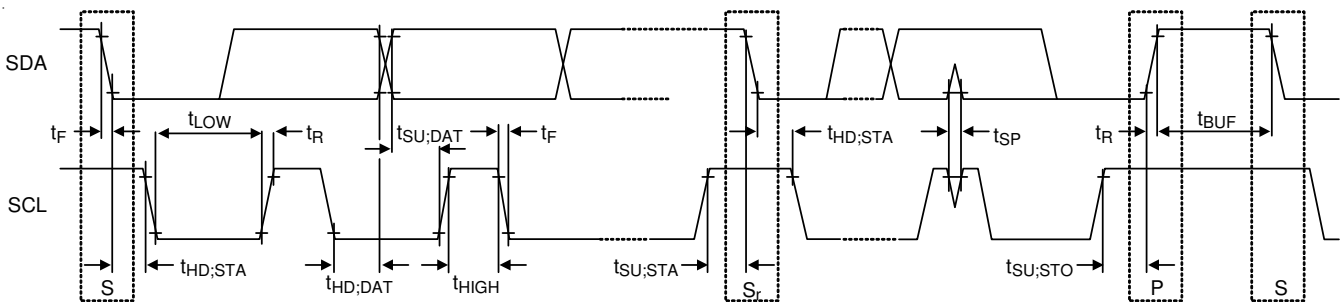 SDA
t_F t_LOW t_R t_SU;DAT t_F t_HD;STA t_SP t_R t_BUF
SCL
t_HD;STA t_HD;DAT t_HIGH t_SU;STA t_SU;STO
S S_r P S